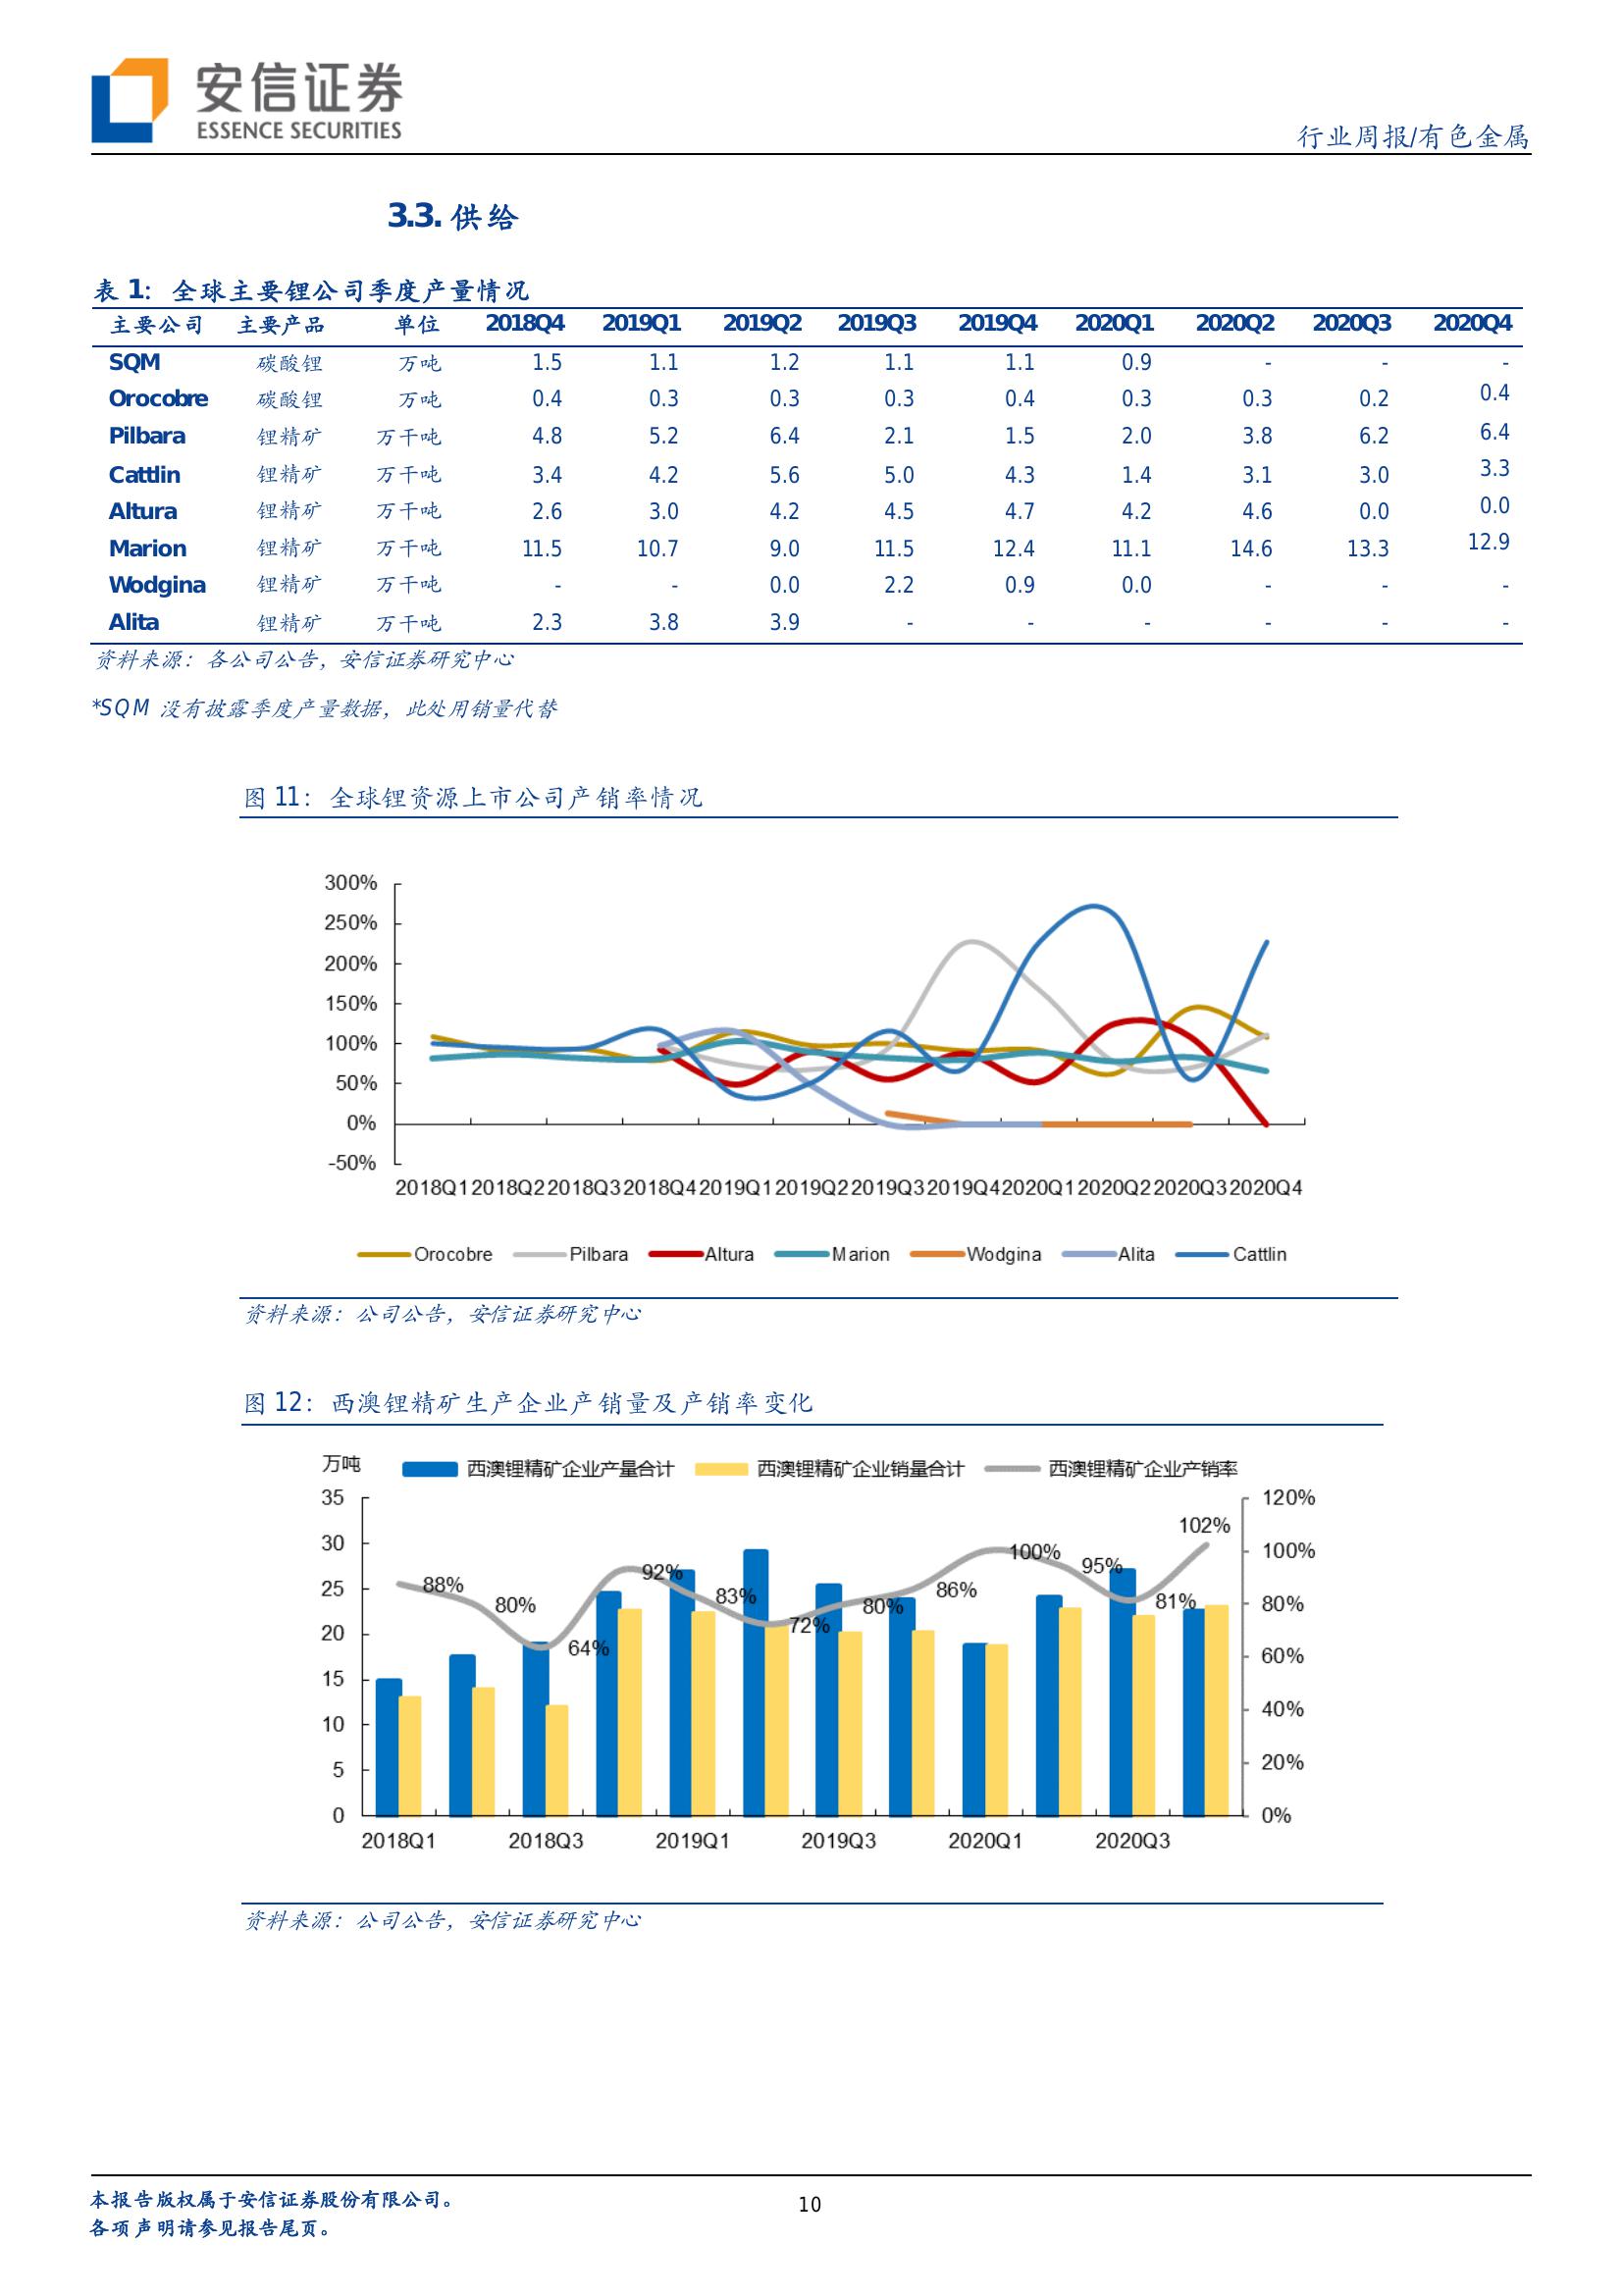 安信证券
ESSENCE SECURITIES
行业周报/有色金属
3.3. 供给
表 1：全球主要锂公司季度产量情况
主要公司 主要产品 单位 2018Q4 2019Q1 2019Q2 2019Q3 2019Q4 2020Q1 2020Q2 2020Q3 2020Q4
SQM 碳酸锂 万吨 1.5 1.1 1.2 1.1 1.1 0.9 - - -
Orocobre 碳酸锂 万吨 0.4 0.3 0.3 0.3 0.4 0.3 0.3 0.2 0.4
Pilbara 锂精矿 万干吨 4.8 5.2 6.4 2.1 1.5 2.0 3.8 6.2 6.4
Cattlin 锂精矿 万干吨 3.4 4.2 5.6 5.0 4.3 1.4 3.1 3.0 3.3
Altura 锂精矿 万干吨 2.6 3.0 4.2 4.5 4.7 4.2 4.6 0.0 0.0
Marion 锂精矿 万干吨 11.5 10.7 9.0 11.5 12.4 11.1 14.6 13.3 12.9
Wodgina 锂精矿 万干吨 - - 0.0 2.2 0.9 0.0 - - -
Alita 锂精矿 万干吨 2.3 3.8 3.9 - - - - - -
资料来源：各公司公告，安信证券研究中心
*SQM 没有披露季度产量数据，此处用销量代替
图 11：全球锂资源上市公司产销率情况
300%
250%
200%
150%
100%
50%
0%
-50%
2018Q1 2018Q2 2018Q3 2018Q4 2019Q1 2019Q2 2019Q3 2019Q4 2020Q1 2020Q2 2020Q3 2020Q4
Orocobre Pilbara Altura Marion Wodgina Alita Cattlin
资料来源：公司公告，安信证券研究中心
图 12：西澳锂精矿生产企业产销量及产销率变化
万吨 西澳锂精矿企业产量合计 西澳锂精矿企业销量合计 西澳锂精矿企业产销率
35
30
25
20
15
10
5
0
88%
80%
64%
92%
83%
72%
80%
86%
100%
95%
81%
102%
120%
100%
80%
60%
40%
20%
0%
2018Q1 2018Q3 2019Q1 2019Q3 2020Q1 2020Q3
资料来源：公司公告，安信证券研究中心
本报告版权属于安信证券股份有限公司。
各项声明请参见报告尾页。
10